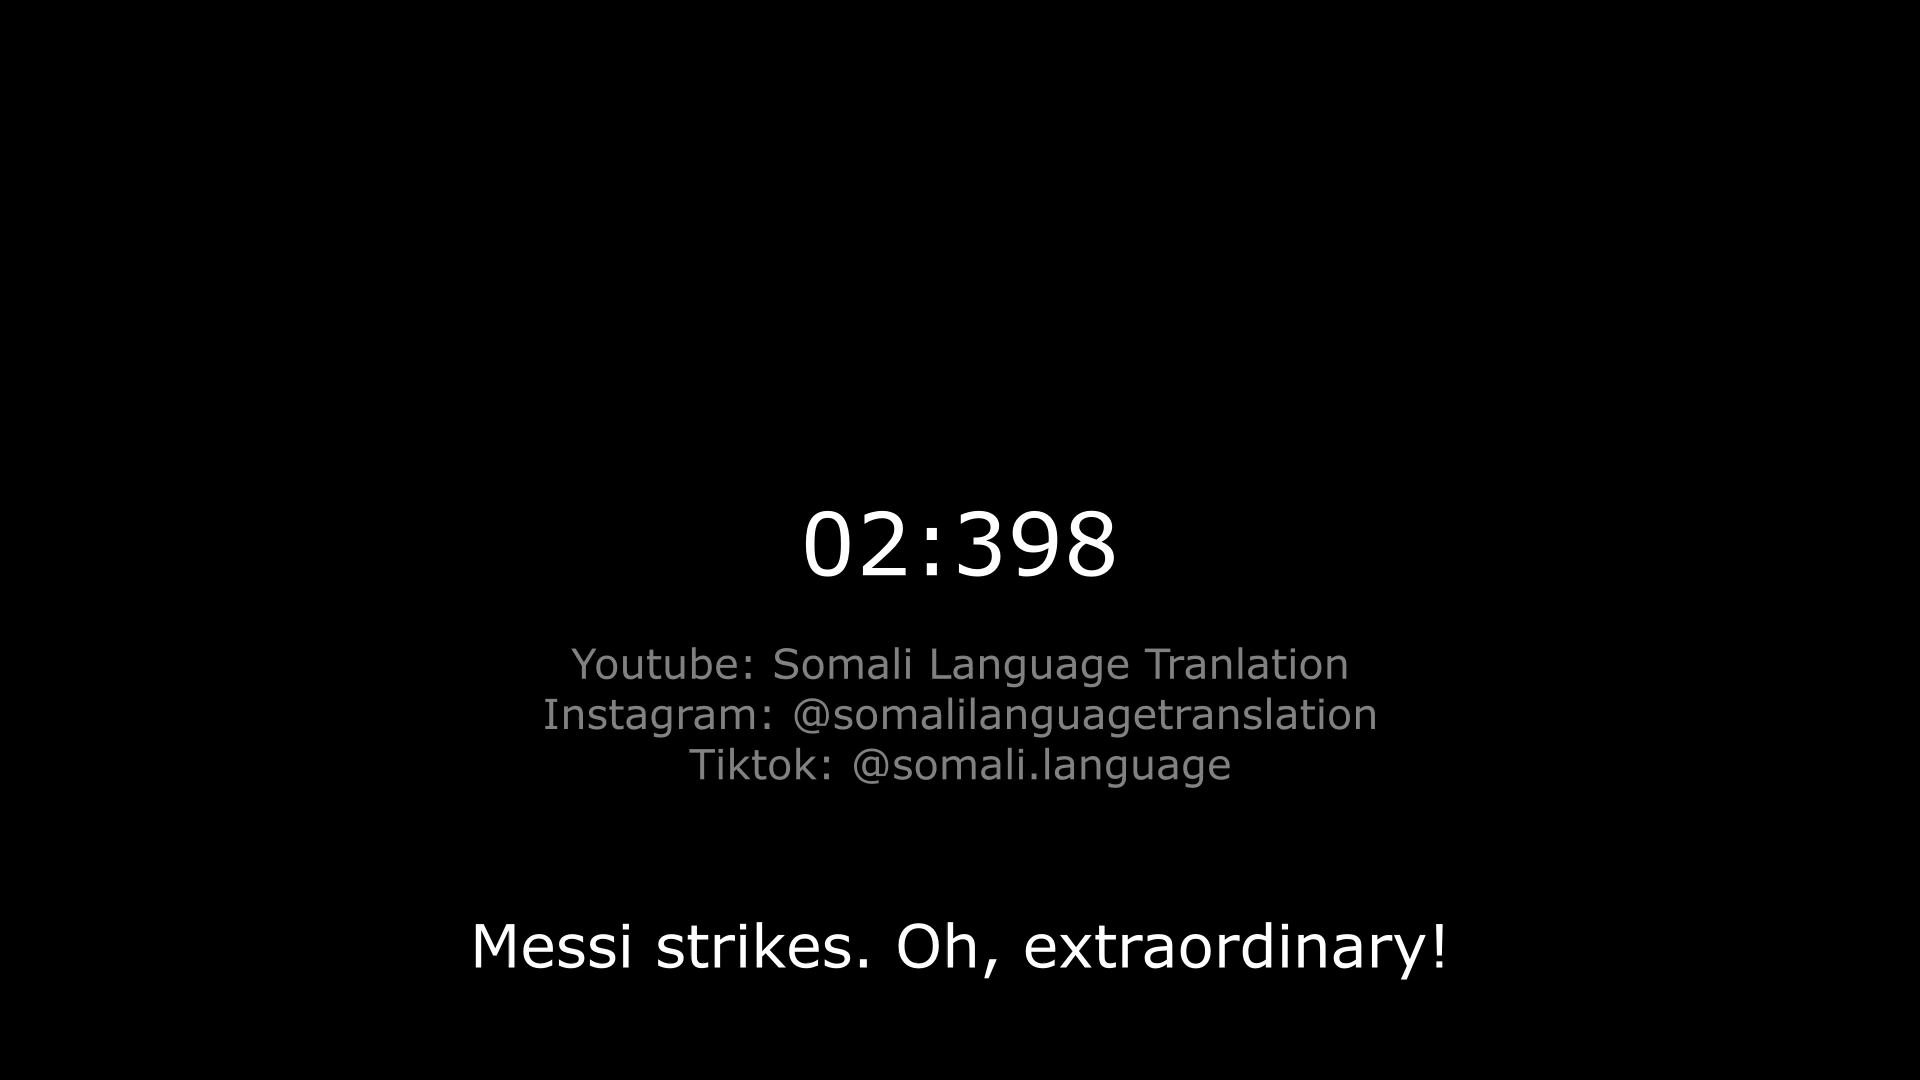 02:398
Youtube: Somali Language Tranlation
Instagram: @somalilanguagetranslation
Tiktok: @somali.language
Messi strikes. Oh, extraordinary!